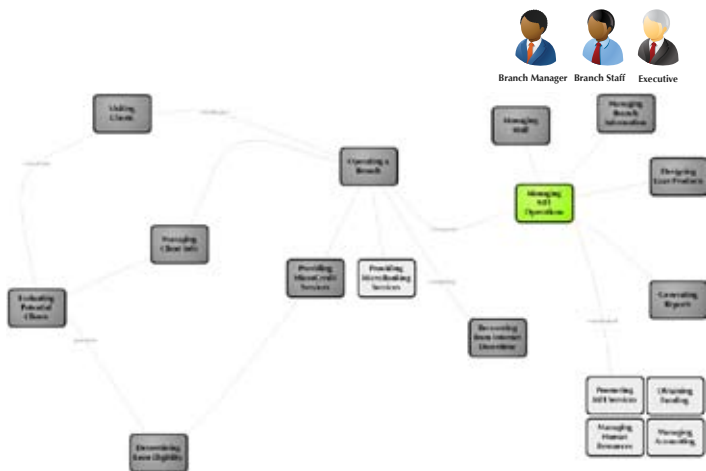 Branch Manager
Branch Staff
Executive
Visiting
Clients
Managing
Staff
Managing
Branch
Information
Operating a
Branch
Designing
Loan Products
Managing
MFI
Operations
Managing
Client Info
Providing
MicroCredit
Services
Providing
MicroBanking
Services
Evaluating
Potential
Clients
Generating
Reports
Recovering
from Internet
Downtime
Promoting
MFI Services
Obtaining
Funding
Managing
Human
Resources
Managing
Accounting
Determining
Loan Eligibility